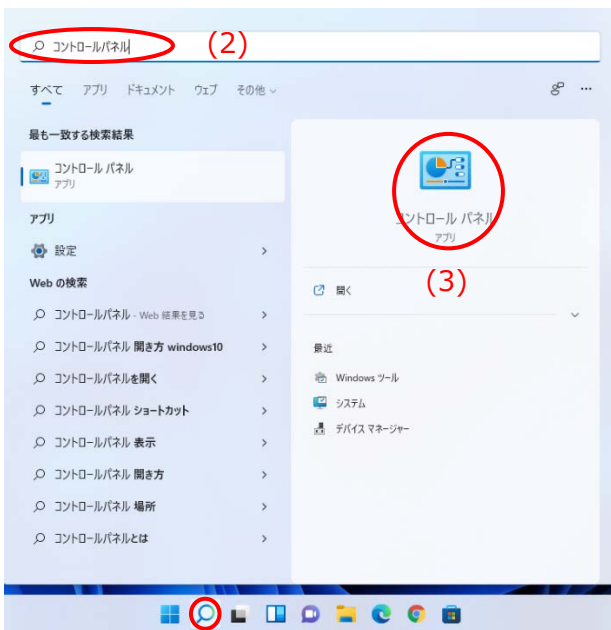 コントロールパネル (2)
すべて アプリ ドキュメント ウェブ その他
最も一致する検索結果
コントロール パネル
アプリ
アプリ
設定
Web の検索
コントロールパネル - Web 結果を見る
コントロールパネル 開き方 windows10
コントロールパネルを開く
コントロールパネル ショートカット
コントロールパネル 表示
コントロールパネル 開き方
コントロールパネル 場所
コントロールパネルとは
コントロール パネル
アプリ
(3)
開く
最近
Windows ツール
システム
デバイス マネージャー